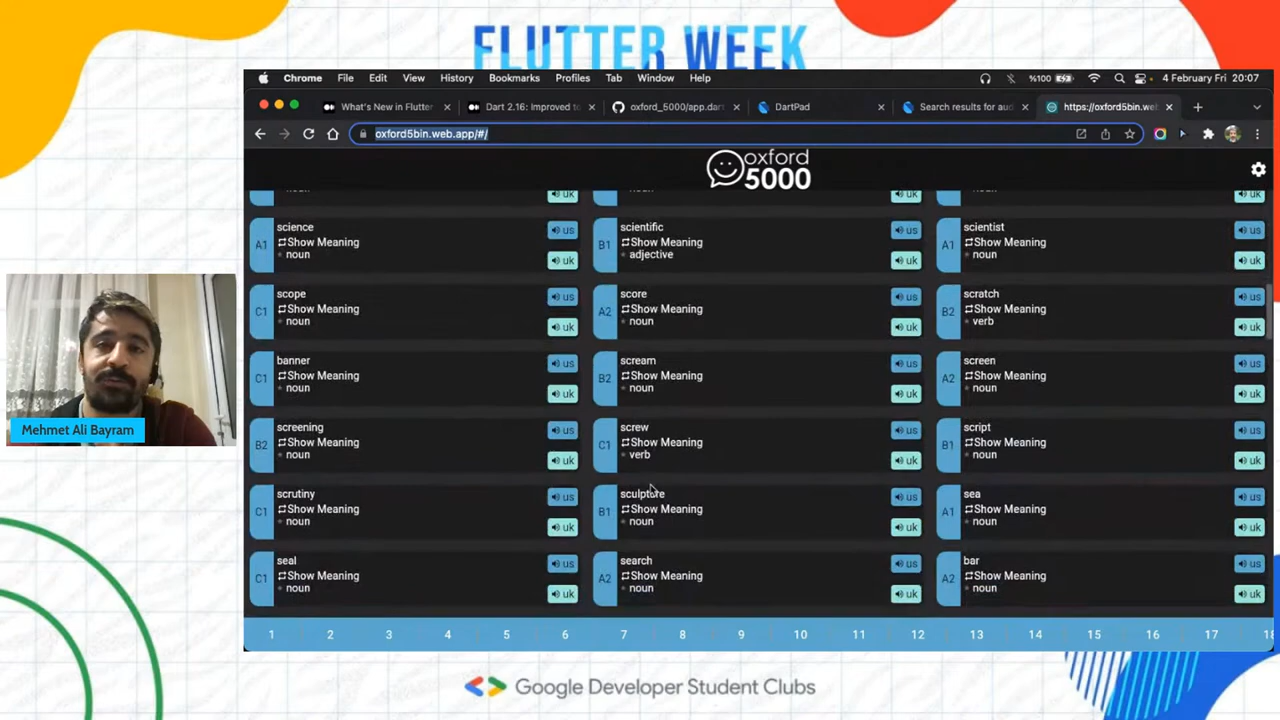 FLUTTER WEEK
Chrome File Edit View History Bookmarks Profiles Tab Window Help %100 4 February Fri 20:07
What's New in Flutter Dart 2.16: Improved to oxford_5000/app.dart DartPad Search results for aud https://oxford5bin.web.
oxford5bin.web.app/#/
oxford
5000
noun uk noun uk noun uk
science us scientific us scientist us
A1 Show Meaning B1 Show Meaning A1 Show Meaning
noun uk adjective uk noun uk
scope us score us scratch us
C1 Show Meaning A2 Show Meaning B2 Show Meaning
noun uk noun uk verb uk
banner us scream us screen us
C1 Show Meaning B2 Show Meaning A2 Show Meaning
noun uk noun uk noun uk
screening us screw us script us
B2 Show Meaning C1 Show Meaning B1 Show Meaning
noun uk verb uk noun uk
Mehmet Ali Bayram
scrutiny us sculpture us sea us
C1 Show Meaning B1 Show Meaning A1 Show Meaning
noun uk noun uk noun uk
seal us search us bar us
C1 Show Meaning A2 Show Meaning A2 Show Meaning
noun uk noun uk noun uk
1 2 3 4 5 6 7 8 9 10 11 12 13 14 15 16 17 18
Google Developer Student Clubs